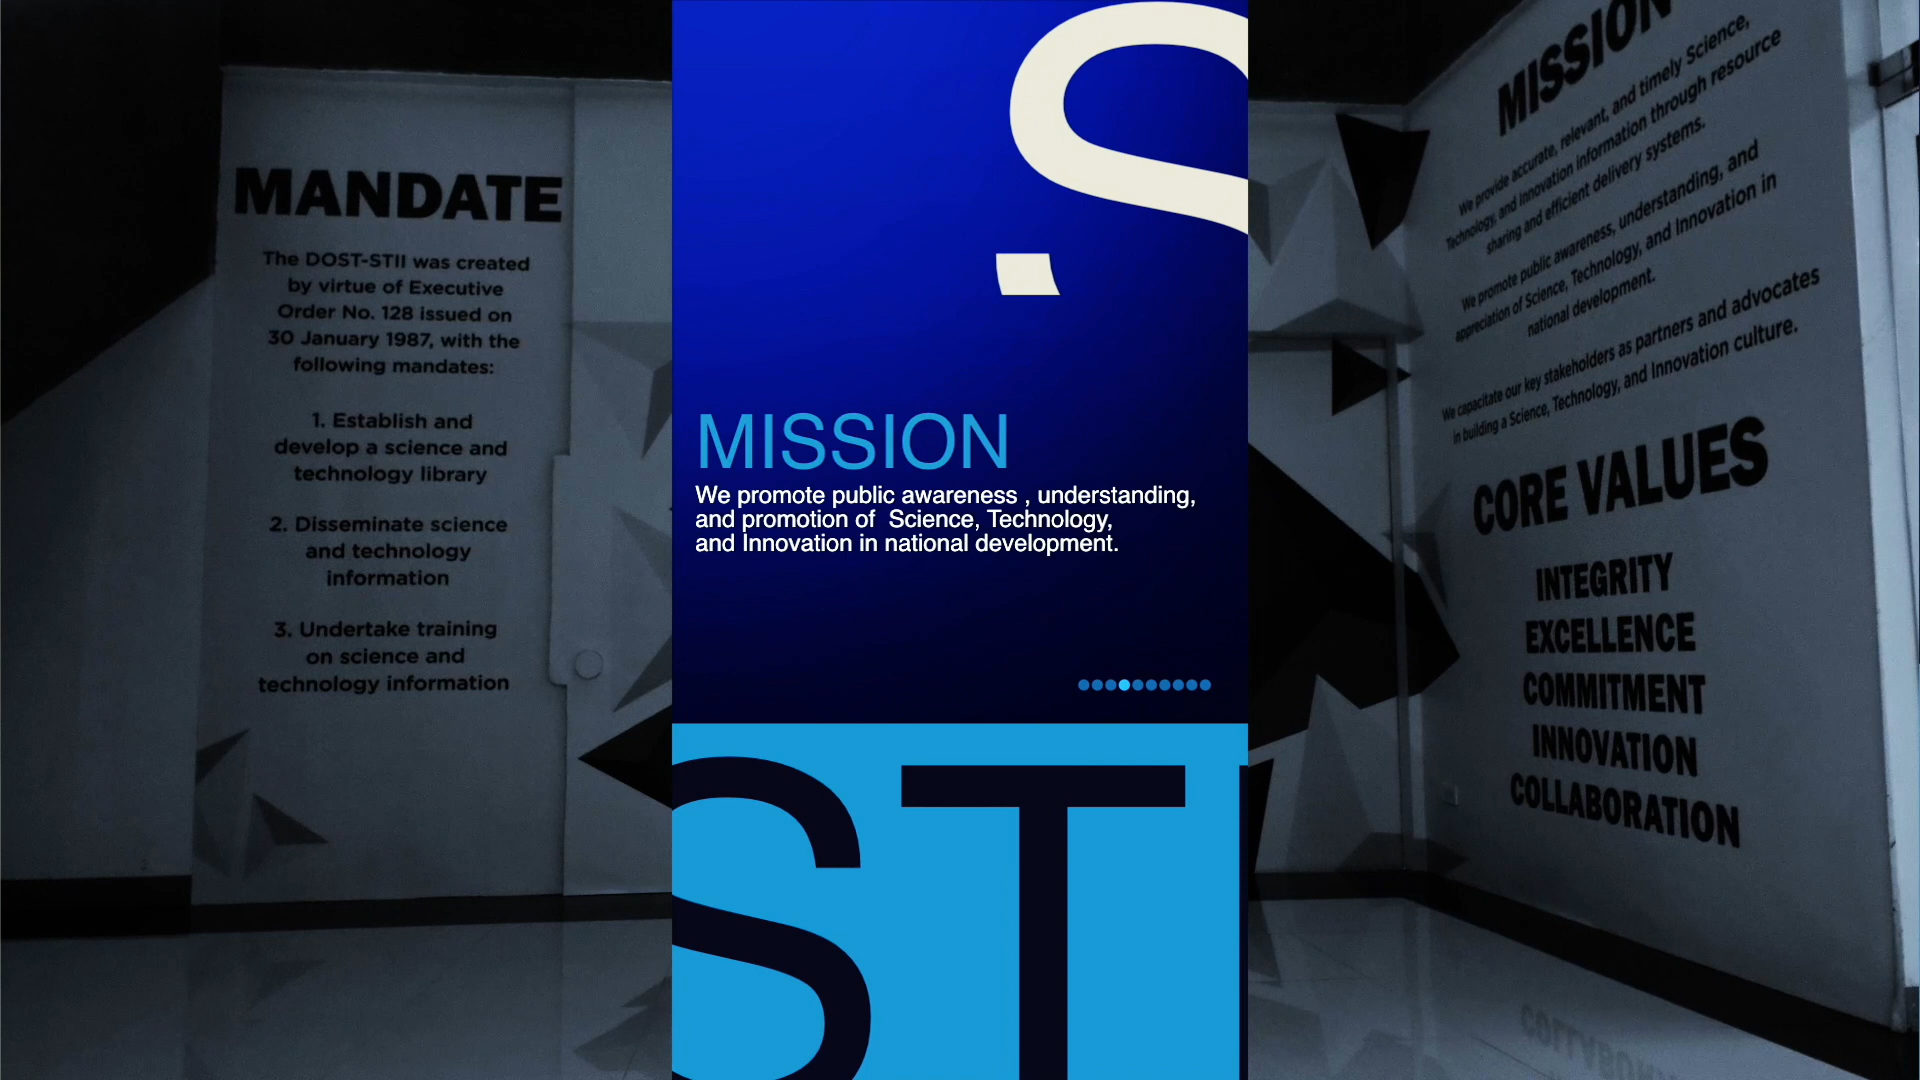 MANDATE
The DOST-STII was created
by virtue of Executive
Order No. 128 issued on
30 January 1987, with the
following mandates:
1. Establish and
develop a science and
technology library
2. Disseminate science
and technology
information
3. Undertake training
on science and
technology information
S
MISSION
We promote public awareness , understanding,
and promotion of  Science, Technology,
and Innovation in national development.
STI
MISSION
We provide accurate, relevant, and timely Science,
Technology, and Innovation information through resource
sharing and efficient delivery systems.
We promote public awareness, understanding, and
appreciation of Science, Technology, and Innovation in
national development.
We capacitate our key stakeholders as partners and advocates
in building a Science, Technology, and Innovation culture.
CORE VALUES
INTEGRITY
EXCELLENCE
COMMITMENT
INNOVATION
COLLABORATION